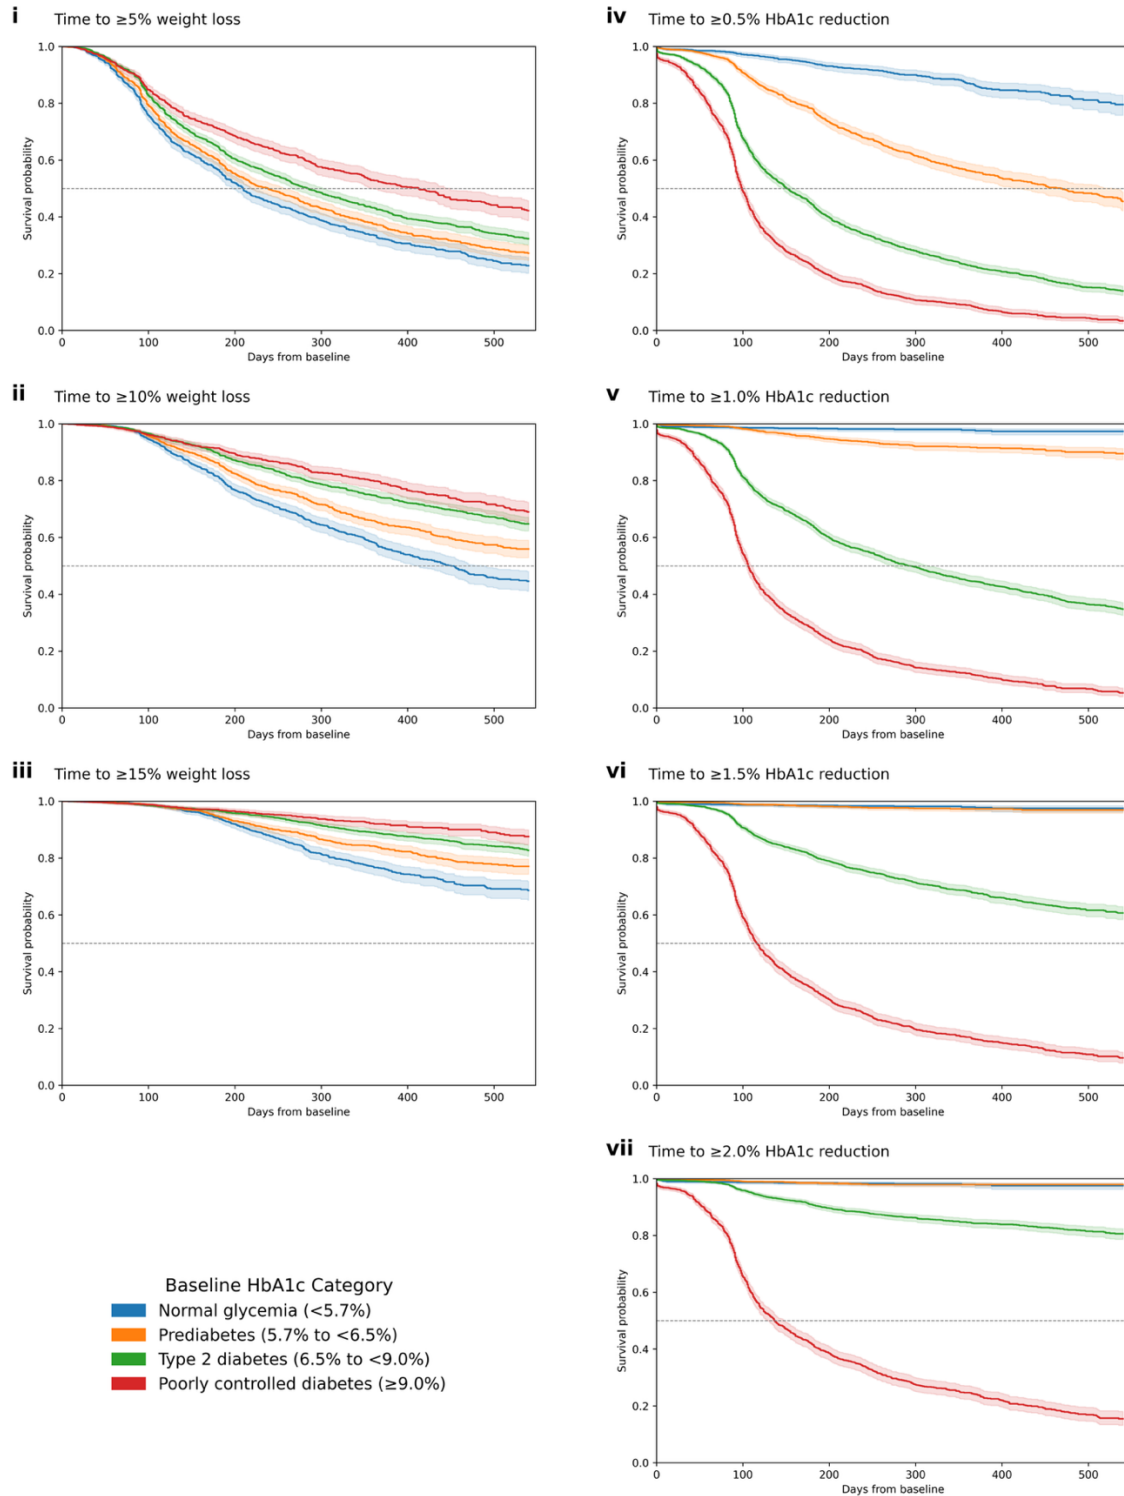 i Time to ≥5% weight loss
1.0
0.8
0.6
0.4
0.2
0.0
Survival probability
0 100 200 300 400 500
Days from baseline
ii Time to ≥10% weight loss
1.0
0.8
0.6
0.4
0.2
0.0
Survival probability
0 100 200 300 400 500
Days from baseline
iii Time to ≥15% weight loss
1.0
0.8
0.6
0.4
0.2
0.0
Survival probability
0 100 200 300 400 500
Days from baseline
Baseline HbA1c Category
Normal glycemia (<5.7%)
Prediabetes (5.7% to <6.5%)
Type 2 diabetes (6.5% to <9.0%)
Poorly controlled diabetes (≥9.0%)
iv Time to ≥0.5% HbA1c reduction
1.0
0.8
0.6
0.4
0.2
0.0
Survival probability
0 100 200 300 400 500
Days from baseline
v Time to ≥1.0% HbA1c reduction
1.0
0.8
0.6
0.4
0.2
0.0
Survival probability
0 100 200 300 400 500
Days from baseline
vi Time to ≥1.5% HbA1c reduction
1.0
0.8
0.6
0.4
0.2
0.0
Survival probability
0 100 200 300 400 500
Days from baseline
vii Time to ≥2.0% HbA1c reduction
1.0
0.8
0.6
0.4
0.2
0.0
Survival probability
0 100 200 300 400 500
Days from baseline